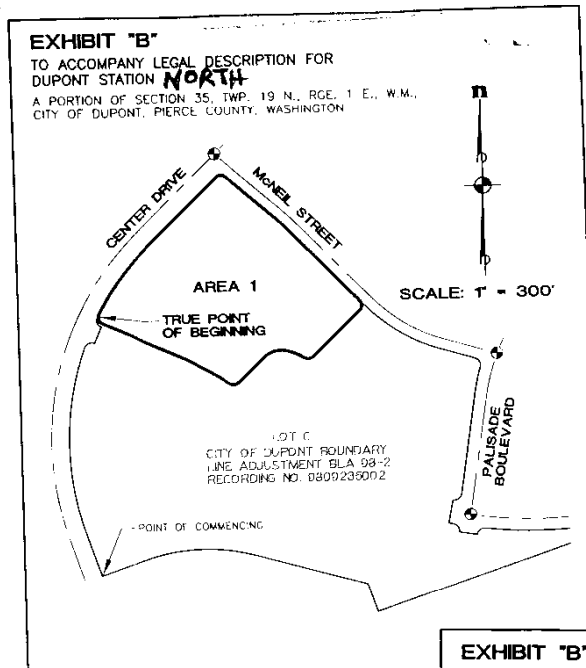 EXHIBIT "B"
TO ACCOMPANY LEGAL DESCRIPTION FOR
DUPONT STATION NORTH
A PORTION OF SECTION 35, TWP. 19 N., RGE. 1 E., W.M.,
CITY OF DUPONT, PIERCE COUNTY, WASHINGTON
n
CENTER DRIVE
McNEIL STREET
AREA 1
SCALE: 1" = 300'
TRUE POINT
OF BEGINNING
LOT C
CITY OF DUPONT BOUNDARY
LINE ADJUSTMENT BLA 98-2
RECORDING NO. 9809235002
PALISADE
BOULEVARD
POINT OF COMMENCING
EXHIBIT "B"